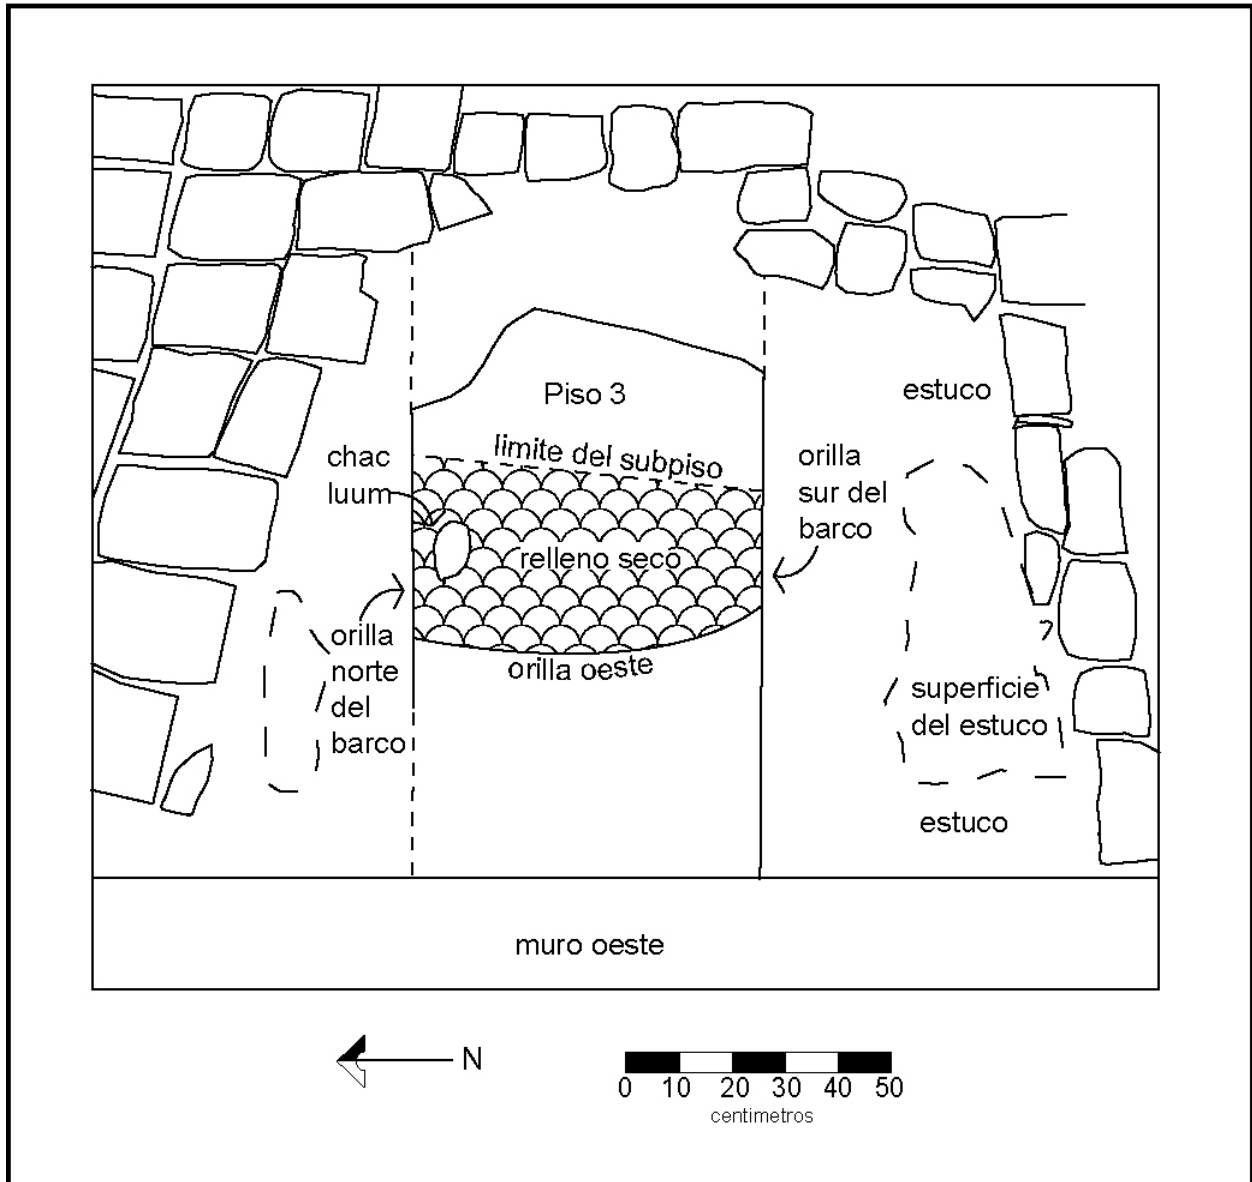 Piso 3
estuco
limite del subpiso
chac
luum
orilla
sur del
barco
relleno seco
orilla
norte
del
barco
orilla oeste
superficie
del estuco
estuco
muro oeste
N
0 10 20 30 40 50
centimetros